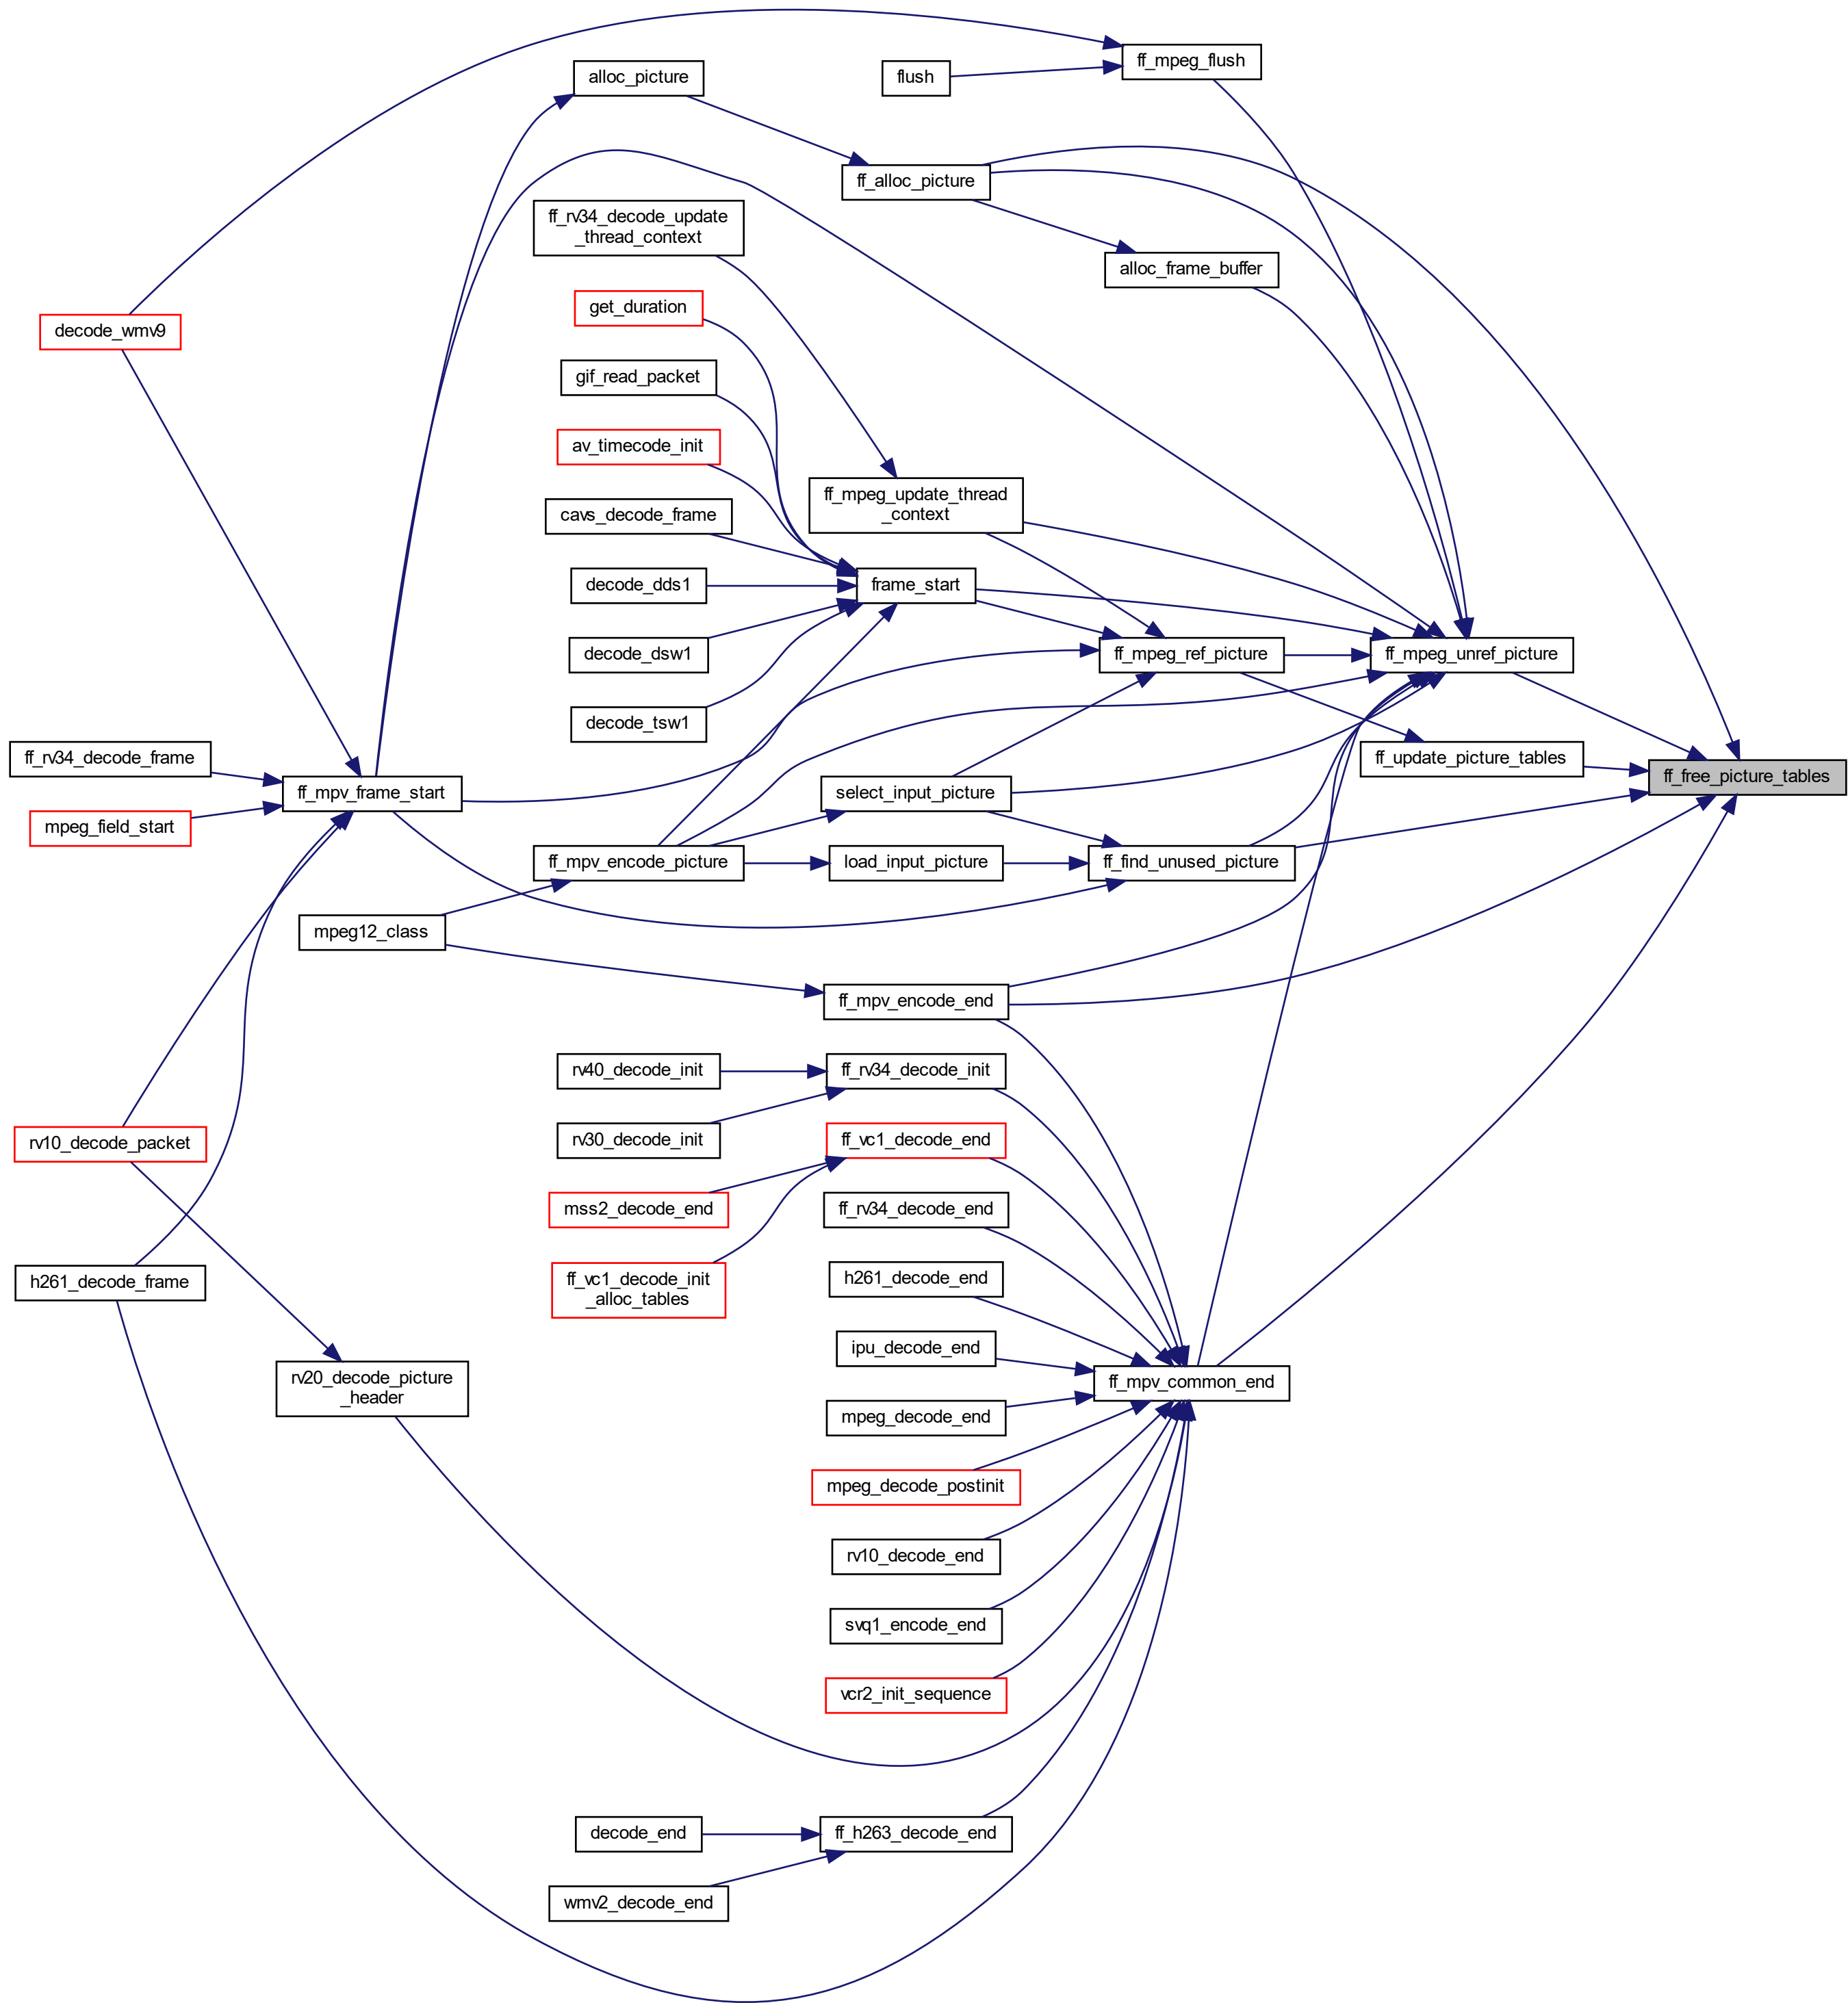 ff_mpeg_flush
flush
alloc_picture
ff_alloc_picture
ff_rv34_decode_update
_thread_context
alloc_frame_buffer
get_duration
decode_wmv9
gif_read_packet
av_timecode_init
ff_mpeg_update_thread
_context
cavs_decode_frame
decode_dds1
frame_start
decode_dsw1
ff_mpeg_ref_picture
ff_mpeg_unref_picture
decode_tsw1
ff_rv34_decode_frame
ff_update_picture_tables
ff_free_picture_tables
ff_mpv_frame_start
select_input_picture
mpeg_field_start
ff_mpv_encode_picture
load_input_picture
ff_find_unused_picture
mpeg12_class
ff_mpv_encode_end
rv40_decode_init
ff_rv34_decode_init
rv10_decode_packet
rv30_decode_init
ff_vc1_decode_end
mss2_decode_end
ff_rv34_decode_end
h261_decode_frame
ff_vc1_decode_init
_alloc_tables
h261_decode_end
ipu_decode_end
rv20_decode_picture
_header
ff_mpv_common_end
mpeg_decode_end
mpeg_decode_postinit
rv10_decode_end
svq1_encode_end
vcr2_init_sequence
decode_end
ff_h263_decode_end
wmv2_decode_end